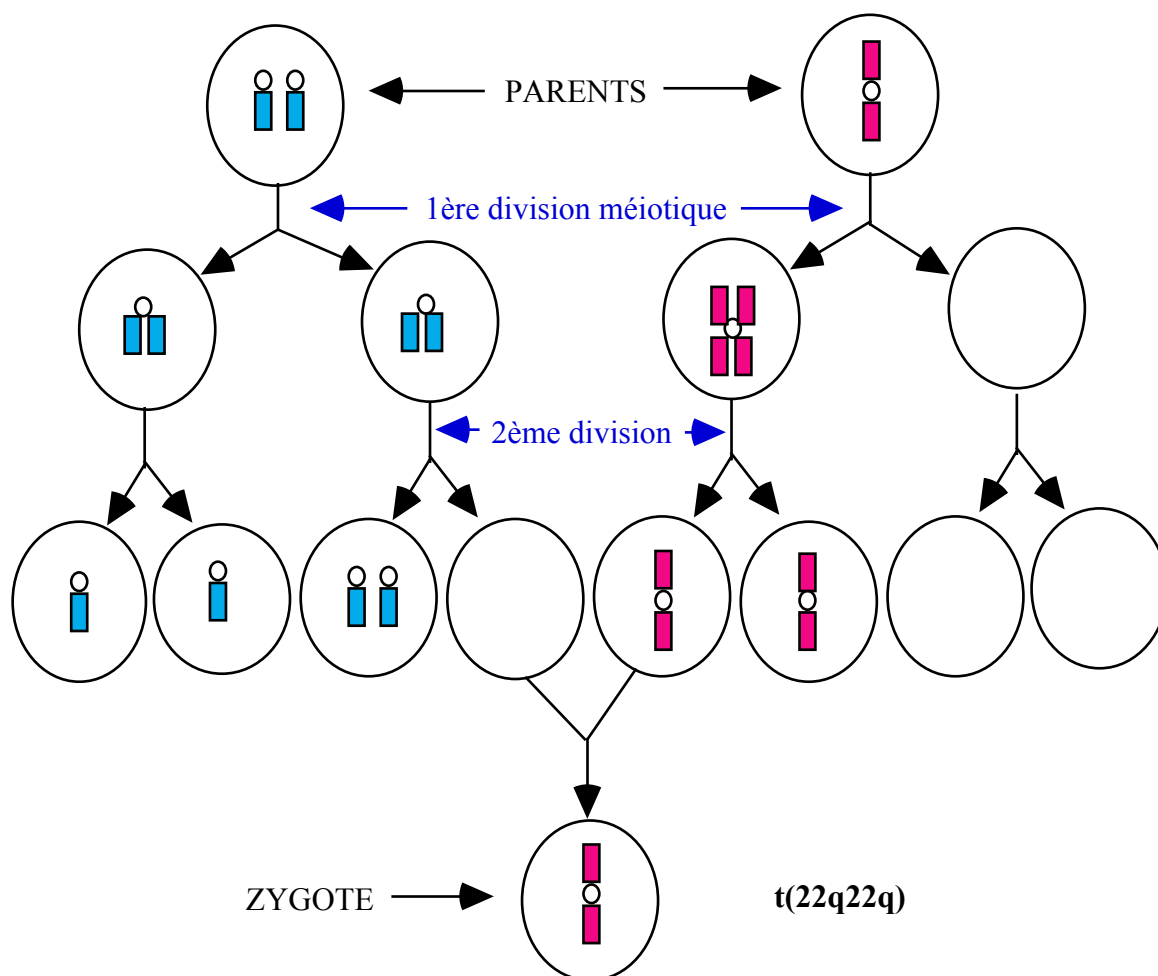 PARENTS
1ère division méiotique
2ème division
ZYGOTE
t(22q22q)